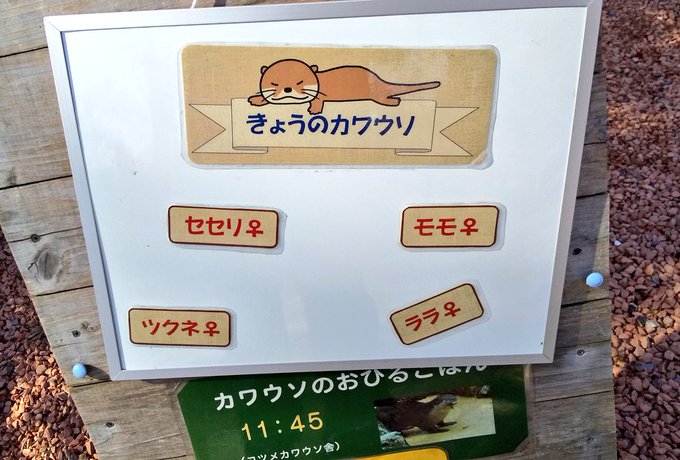 きょうのカワウソ
セセリ♀
モモ♀
ツクネ♀
ララ♀
カワウソのおひるごはん
11:45
(コツメカワウソ舎)